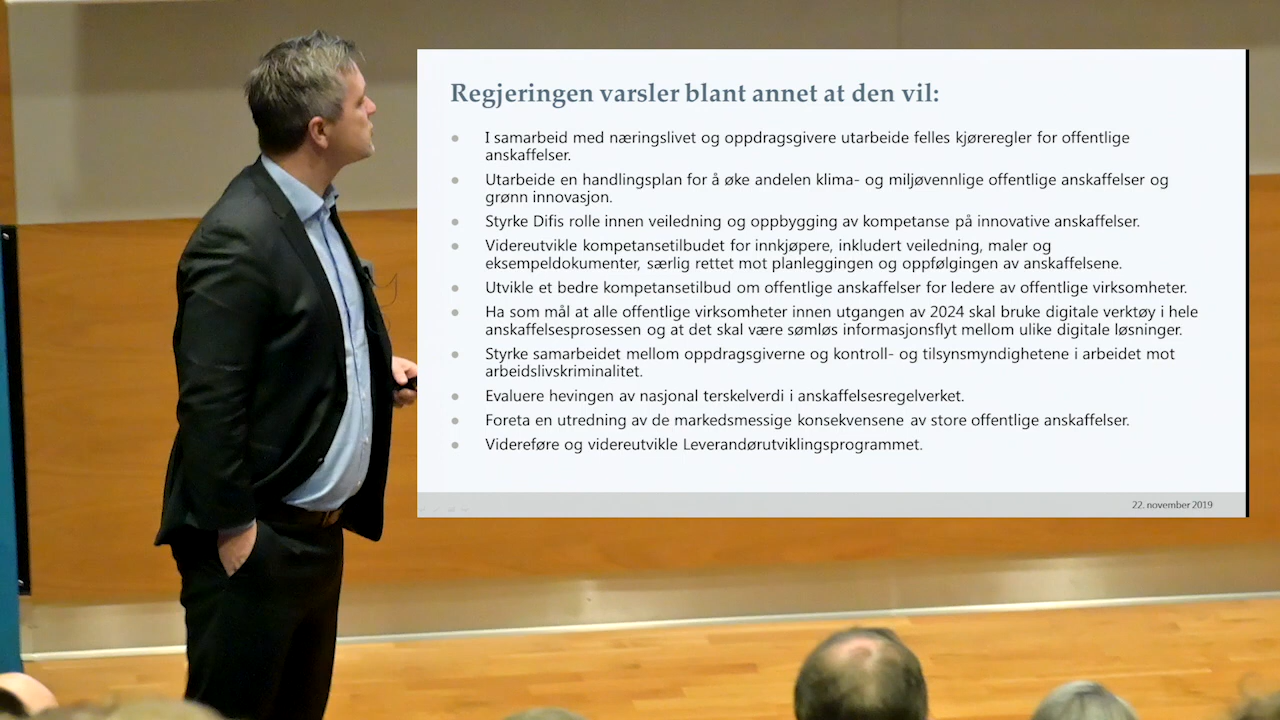 Regjeringen varsler blant annet at den vil:
I samarbeid med næringslivet og oppdragsgivere utarbeide felles kjøreregler for offentlige
anskaffelser.
Utarbeide en handlingsplan for å øke andelen klima- og miljøvennlige offentlige anskaffelser og
grønn innovasjon.
Styrke Difis rolle innen veiledning og oppbygging av kompetanse på innovative anskaffelser.
Videreutvikle kompetansetilbudet for innkjøpere, inkludert veiledning, maler og
eksempeldokumenter, særlig rettet mot planleggingen og oppfølgingen av anskaffelsene.
Utvikle et bedre kompetansetilbud om offentlige anskaffelser for ledere av offentlige virksomheter.
Ha som mål at alle offentlige virksomheter innen utgangen av 2024 skal bruke digitale verktøy i hele
anskaffelsesprosessen og at det skal være sømløs informasjonsflyt mellom ulike digitale løsninger.
Styrke samarbeidet mellom oppdragsgiverne og kontroll- og tilsynsmyndighetene i arbeidet mot
arbeidslivskriminalitet.
Evaluere hevingen av nasjonal terskelverdi i anskaffelsesregelverket.
Foreta en utredning av de markedsmessige konsekvensene av store offentlige anskaffelser.
Videreføre og videreutvikle Leverandørutviklingsprogrammet.
22. november 2019